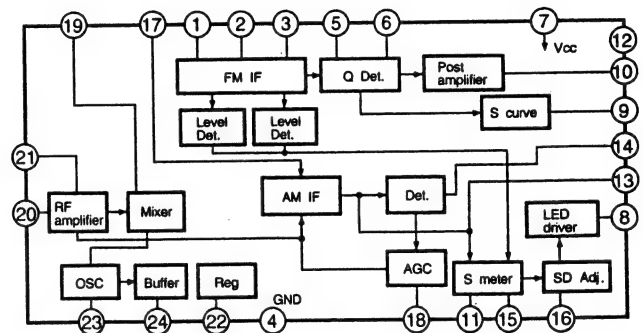 19
17
1
2
3
5
6
7
12
Vcc
FM IF
Q Det.
Post
amplifier
10
Level
Det.
Level
Det.
S curve
9
21
14
13
AM IF
Det.
20
RF
amplifier
Mixer
LED
driver
8
OSC
Buffer
Reg
GND
AGC
S meter
SD Adj.
23
24
22
4
18
11
15
16